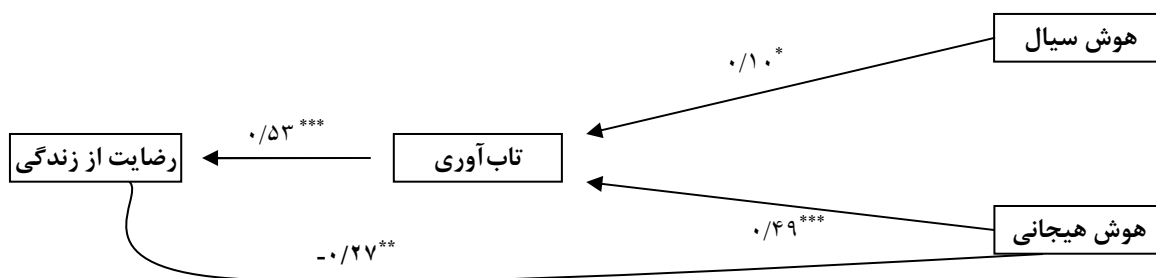 هوش سیال
۰/۱۰*
۰/۵۳***
تاب‌آوری
رضایت از زندگی
هوش هیجانی
۰/۴۹***
-۰/۲۷**